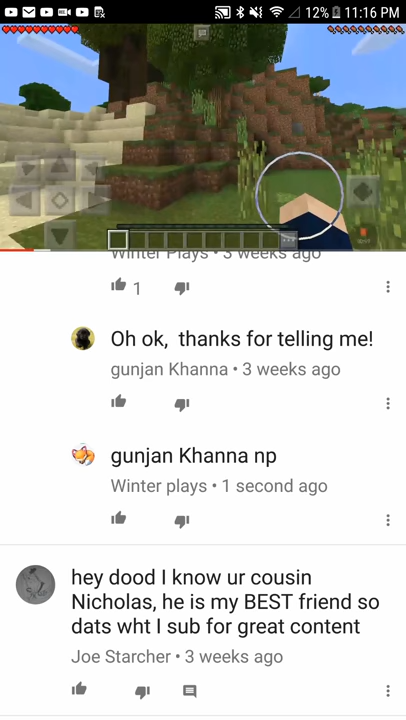 12% 11:16 PM
Winter Plays • 3 weeks ago
1
Oh ok, thanks for telling me!
gunjan Khanna • 3 weeks ago
gunjan Khanna np
Winter plays • 1 second ago
hey dood I know ur cousin
Nicholas, he is my BEST friend so
dats wht I sub for great content
Joe Starcher • 3 weeks ago